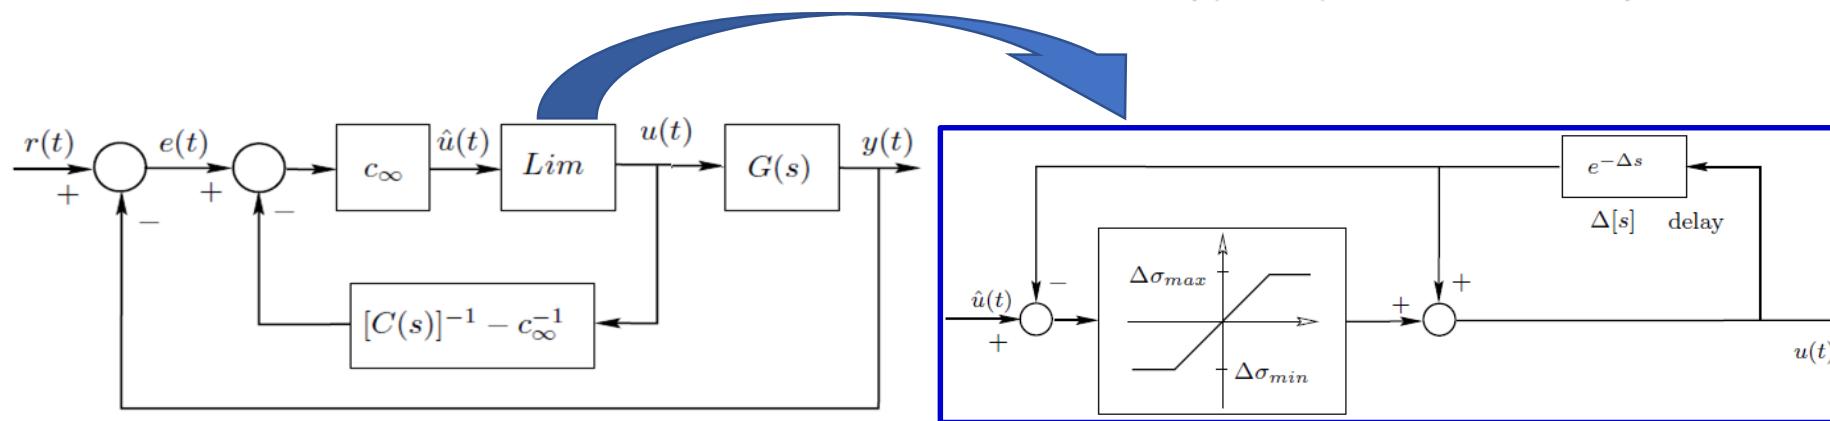 r(t)
+
−
e(t)
+
−
c∞
û(t)
Lim
u(t)
G(s)
y(t)
[C(s)]⁻¹ − c∞⁻¹
e^{−Δs}
Δ[s] delay
û(t)
+
−
Δσmax
Δσmin
+
+
u(t)